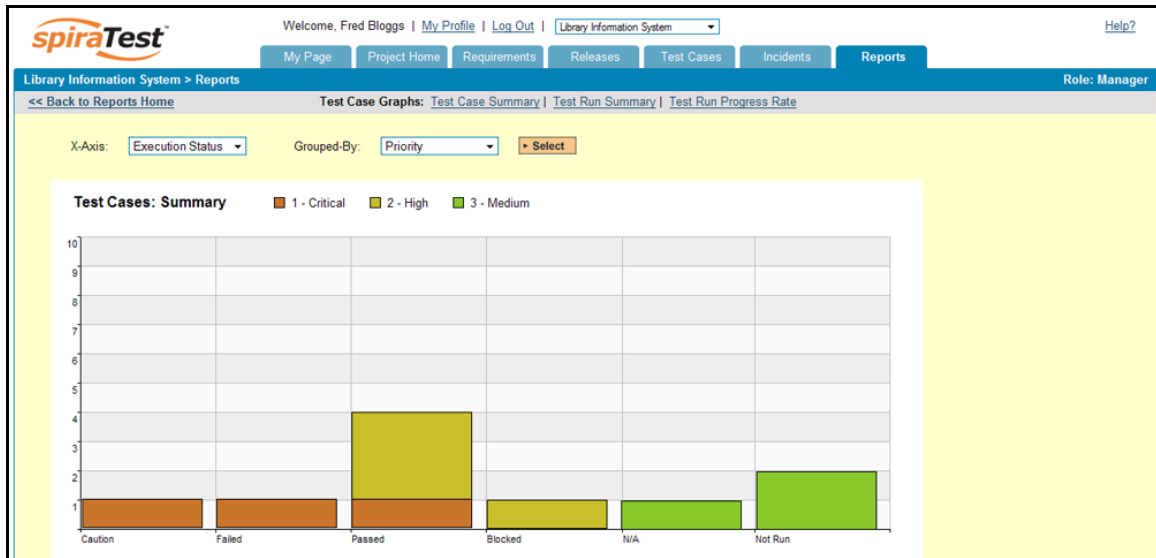 spiraTest™
Welcome, Fred Bloggs | My Profile | Log Out | Library Information System
Help?
My Page Project Home Requirements Releases Test Cases Incidents Reports
Library Information System > Reports Role: Manager
<< Back to Reports Home Test Case Graphs: Test Case Summary | Test Run Summary | Test Run Progress Rate
X-Axis: Execution Status Grouped-By: Priority Select
Test Cases: Summary 1 - Critical 2 - High 3 - Medium
10
9
8
7
6
5
4
3
2
1
Caution Failed Passed Blocked N/A Not Run